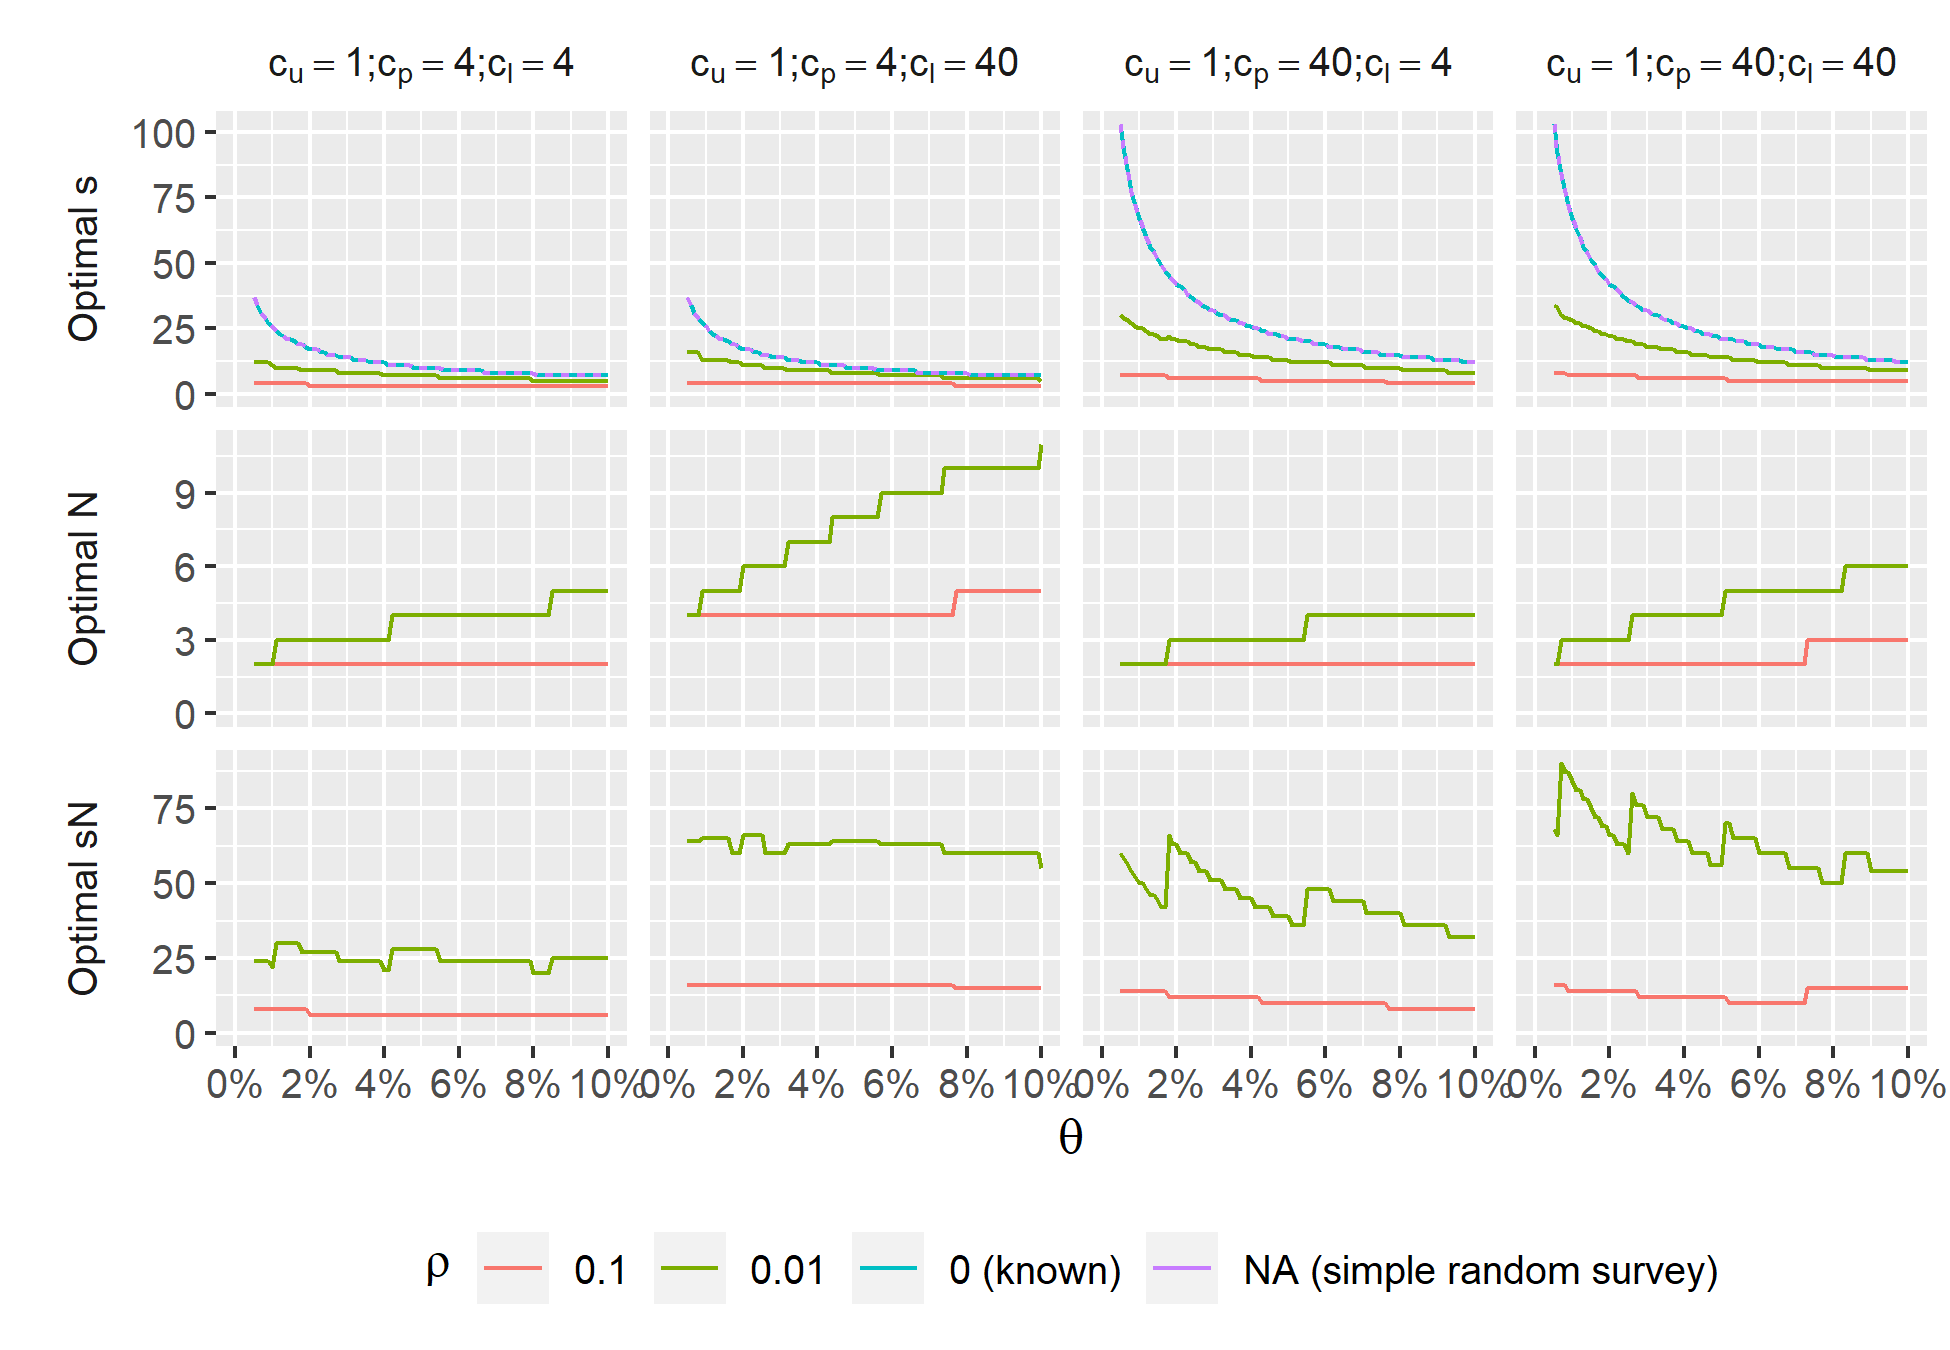 c_u = 1;c_p = 4;c_l = 4 c_u = 1;c_p = 4;c_l = 40 c_u = 1;c_p = 40;c_l = 4 c_u = 1;c_p = 40;c_l = 40
Optimal s
100
75
50
25
0
Optimal N
9
6
3
0
Optimal sN
75
50
25
0
0% 2% 4% 6% 8% 10% 0% 2% 4% 6% 8% 10% 0% 2% 4% 6% 8% 10% 0% 2% 4% 6% 8% 10%
θ
ρ 0.1 0.01 0 (known) NA (simple random survey)